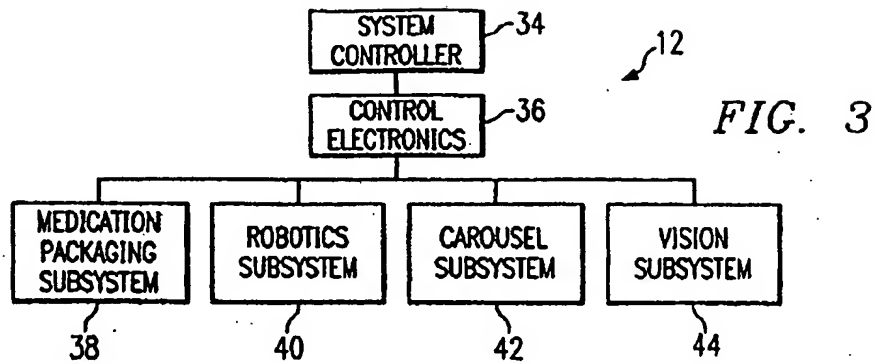 SYSTEM
CONTROLLER
34
12
CONTROL
ELECTRONICS
36
FIG. 3
MEDICATION
PACKAGING
SUBSYSTEM
ROBOTICS
SUBSYSTEM
CAROUSEL
SUBSYSTEM
VISION
SUBSYSTEM
38
40
42
44